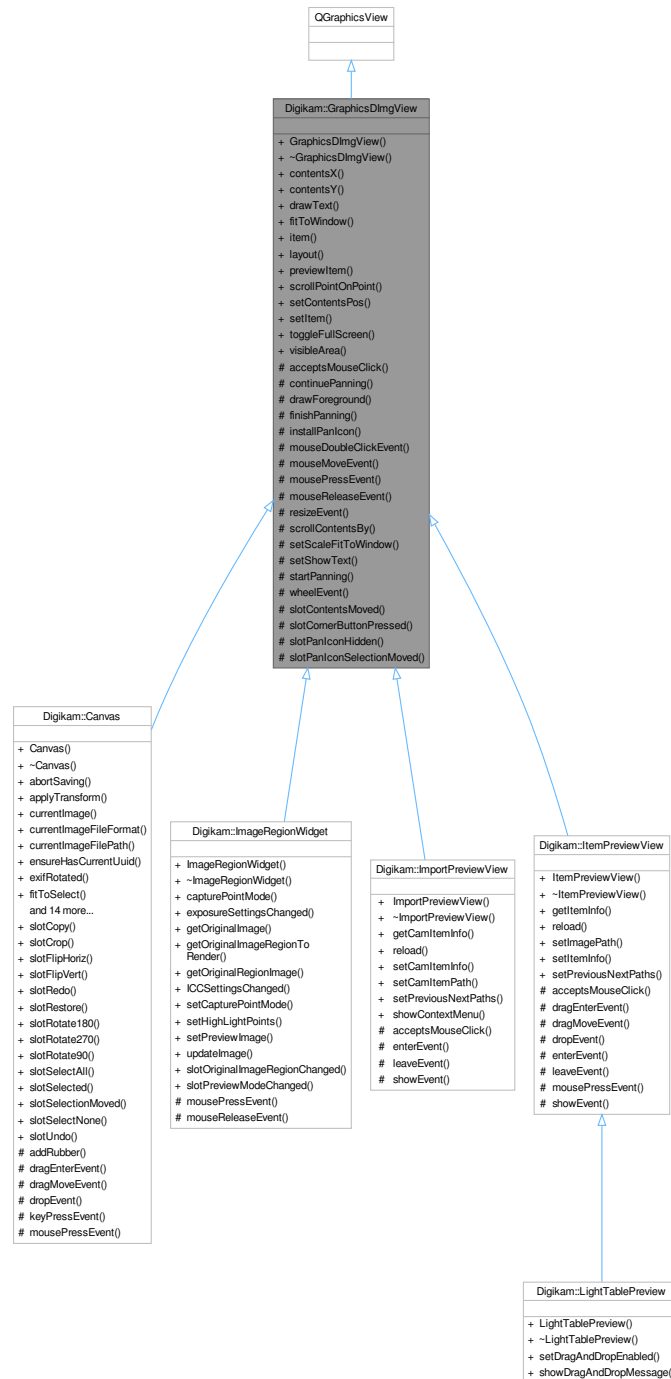 QGraphicsView
Digikam::GraphicsDImgView
+ GraphicsDImgView()
+ ~GraphicsDImgView()
+ contentsX()
+ contentsY()
+ drawText()
+ fitToWindow()
+ item()
+ layout()
+ previewItem()
+ scrollPointOnPoint()
+ setContentsPos()
+ setItem()
+ toggleFullScreen()
+ visibleArea()
# acceptsMouseClick()
# continuePanning()
# drawForeground()
# finishPanning()
# installPanIcon()
# mouseDoubleClickEvent()
# mouseMoveEvent()
# mousePressEvent()
# mouseReleaseEvent()
# resizeEvent()
# scrollContentsBy()
# setScaleFitToWindow()
# setShowText()
# startPanning()
# wheelEvent()
# slotContentsMoved()
# slotCornerButtonPressed()
# slotPanIconHidden()
# slotPanIconSelectionMoved()
Digikam::Canvas
+ Canvas()
+ ~Canvas()
+ abortSaving()
+ applyTransform()
+ currentImage()
+ currentImageFileFormat()
+ currentImageFilePath()
+ ensureHasCurrentUuid()
+ exifRotated()
+ fitToSelect()
and 14 more...
+ slotCopy()
+ slotCrop()
+ slotFlipHoriz()
+ slotFlipVert()
+ slotRedo()
+ slotRestore()
+ slotRotate180()
+ slotRotate270()
+ slotRotate90()
+ slotSelectAll()
+ slotSelected()
+ slotSelectionMoved()
+ slotSelectNone()
+ slotUndo()
# addRubber()
# dragEnterEvent()
# dragMoveEvent()
# dropEvent()
# keyPressEvent()
# mousePressEvent()
Digikam::ImageRegionWidget
+ ImageRegionWidget()
+ ~ImageRegionWidget()
+ capturePointMode()
+ exposureSettingsChanged()
+ getOriginalImage()
+ getOriginalImageRegionTo
Render()
+ getOriginalRegionImage()
+ ICCSettingsChanged()
+ setCapturePointMode()
+ setHighLightPoints()
+ setPreviewImage()
+ updateImage()
+ slotOriginalImageRegionChanged()
+ slotPreviewModeChanged()
# mousePressEvent()
# mouseReleaseEvent()
Digikam::ImportPreviewView
+ ImportPreviewView()
+ ~ImportPreviewView()
+ getCamItemInfo()
+ reload()
+ setCamItemInfo()
+ setCamItemPath()
+ setPreviousNextPaths()
+ showContextMenu()
# acceptsMouseClick()
# enterEvent()
# leaveEvent()
# showEvent()
Digikam::ItemPreviewView
+ ItemPreviewView()
+ ~ItemPreviewView()
+ getItemInfo()
+ reload()
+ setImagePath()
+ setItemInfo()
+ setPreviousNextPaths()
# acceptsMouseClick()
# dragEnterEvent()
# dragMoveEvent()
# dropEvent()
# enterEvent()
# leaveEvent()
# mousePressEvent()
# showEvent()
Digikam::LightTablePreview
+ LightTablePreview()
+ ~LightTablePreview()
+ setDragAndDropEnabled()
+ showDragAndDropMessage()